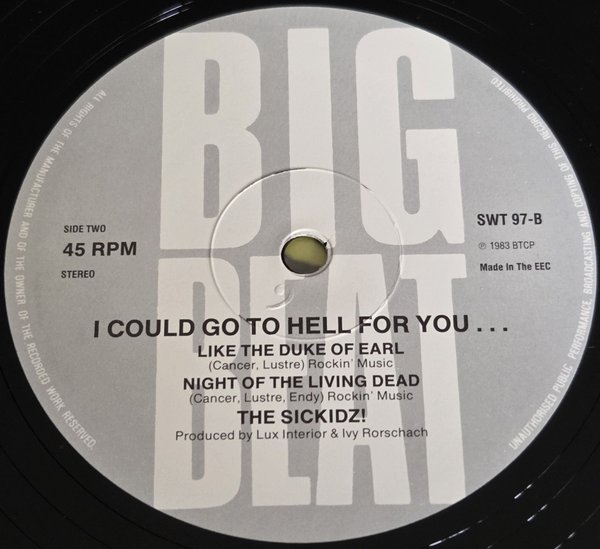 BIG
BEAT
SIDE TWO
45 RPM
STEREO
SWT 97-B
℗ 1983 BTCP
Made In The EEC
I COULD GO TO HELL FOR YOU . . .
LIKE THE DUKE OF EARL
(Cancer, Lustre) Rockin' Music
NIGHT OF THE LIVING DEAD
(Cancer, Lustre, Endy) Rockin' Music
THE SICKIDZ!
Produced by Lux Interior & Ivy Rorschach
ALL RIGHTS OF THE MANUFACTURER AND OF THE OWNER OF THE RECORDED WORK RESERVED.
UNAUTHORISED PUBLIC PERFORMANCE, BROADCASTING AND COPYING OF THIS RECORD PROHIBITED